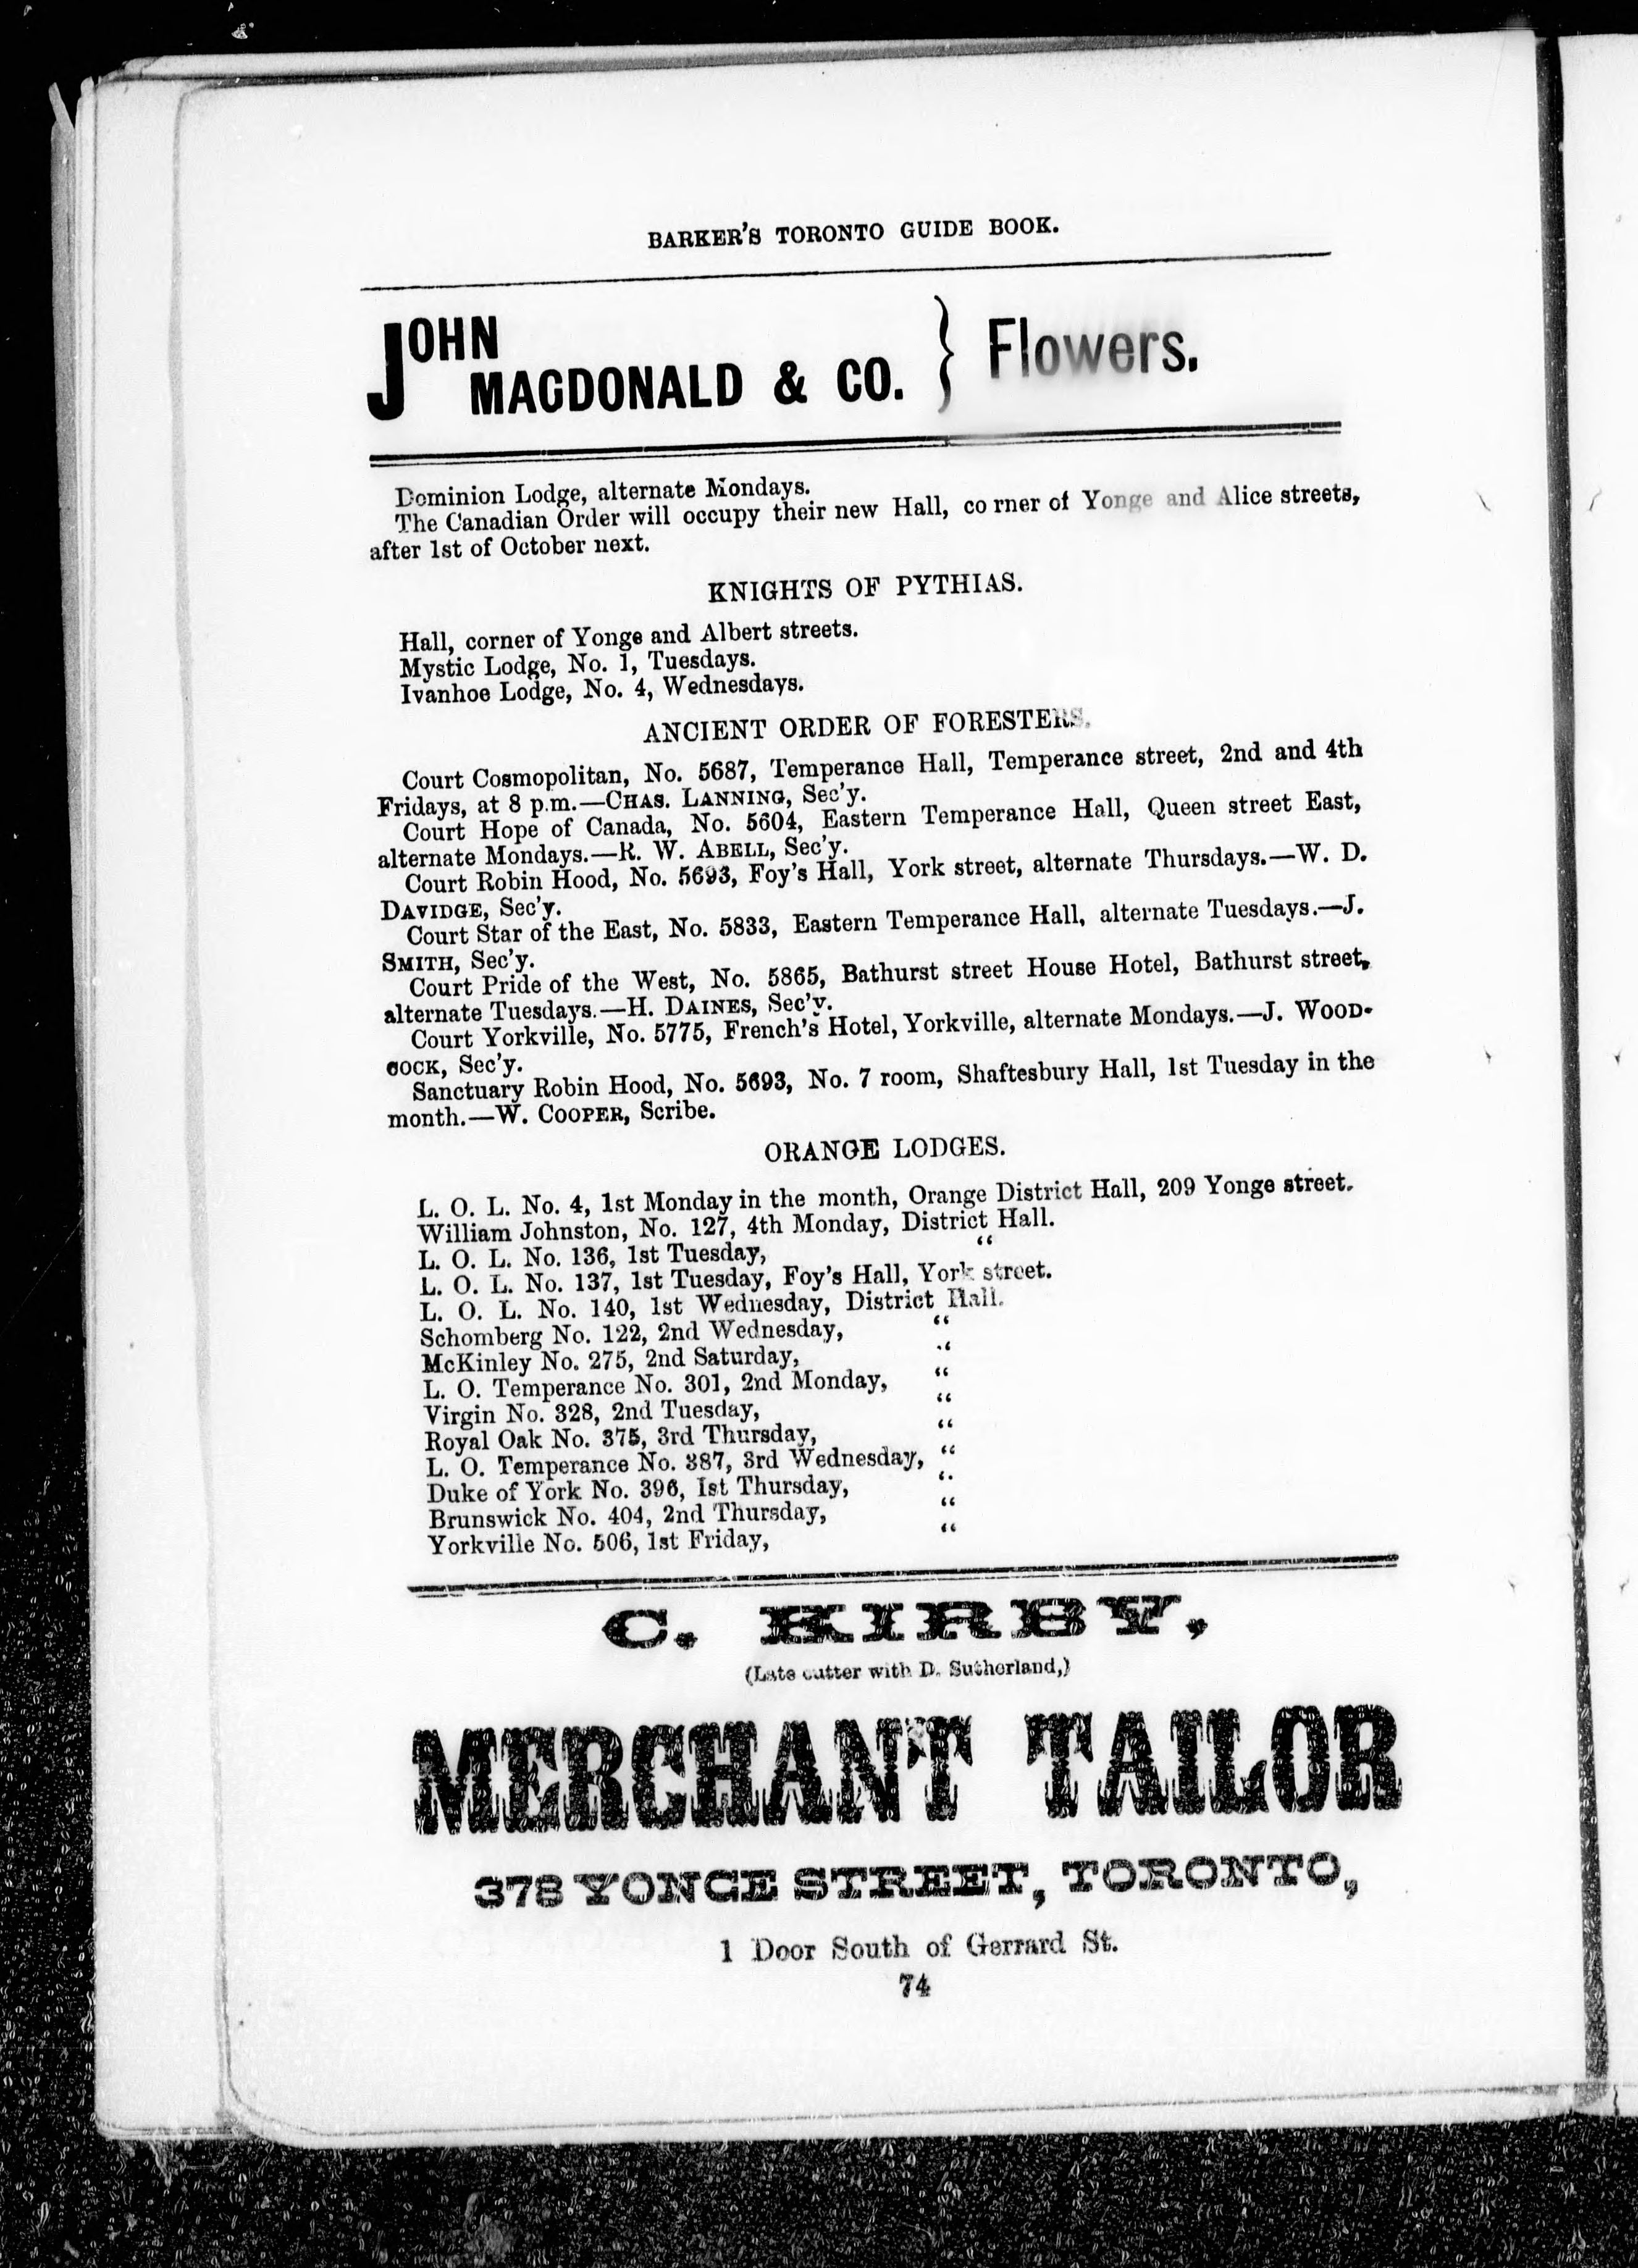 BARKER'S TORONTO GUIDE BOOK.
JOHN
MACDONALD & CO. } Flowers.
Dominion Lodge, alternate Mondays.
The Canadian Order will occupy their new Hall, corner of Yonge and Alice streets,
after 1st of October next.
KNIGHTS OF PYTHIAS.
Hall, corner of Yonge and Albert streets.
Mystic Lodge, No. 1, Tuesdays.
Ivanhoe Lodge, No. 4, Wednesdays.
ANCIENT ORDER OF FORESTERS.
Court Cosmopolitan, No. 5687, Temperance Hall, Temperance street, 2nd and 4th
Fridays, at 8 p.m.—CHAS. LANNING, Sec'y.
Court Hope of Canada, No. 5604, Eastern Temperance Hall, Queen street East,
alternate Mondays.—R. W. ABELL, Sec'y.
Court Robin Hood, No. 5693, Foy's Hall, York street, alternate Thursdays.—W. D.
DAVIDGE, Sec'y.
Court Star of the East, No. 5833, Eastern Temperance Hall, alternate Tuesdays.—J.
SMITH, Sec'y.
Court Pride of the West, No. 5865, Bathurst street House Hotel, Bathurst street,
alternate Tuesdays.—H. DAINES, Sec'y.
Court Yorkville, No. 5775, French's Hotel, Yorkville, alternate Mondays.—J. WOOD-
COCK, Sec'y.
Sanctuary Robin Hood, No. 5693, No. 7 room, Shaftesbury Hall, 1st Tuesday in the
month.—W. COOPER, Scribe.
ORANGE LODGES.
L. O. L. No. 4, 1st Monday in the month, Orange District Hall, 209 Yonge street.
William Johnston, No. 127, 4th Monday, District Hall.
L. O. L. No. 136, 1st Tuesday, "
L. O. L. No. 137, 1st Tuesday, Foy's Hall, York street.
L. O. L. No. 140, 1st Wednesday, District Hall.
Schomberg No. 122, 2nd Wednesday, "
McKinley No. 275, 2nd Saturday, "
L. O. Temperance No. 301, 2nd Monday, "
Virgin No. 328, 2nd Tuesday, "
Royal Oak No. 375, 3rd Thursday, "
L. O. Temperance No. 387, 3rd Wednesday, "
Duke of York No. 396, 1st Thursday, "
Brunswick No. 404, 2nd Thursday, "
Yorkville No. 506, 1st Friday, "
C. KIRBY,
(Late cutter with D. Sutherland,)
MERCHANT TAILOR
378 YONGE STREET, TORONTO,
1 Door South of Gerrard St.
74